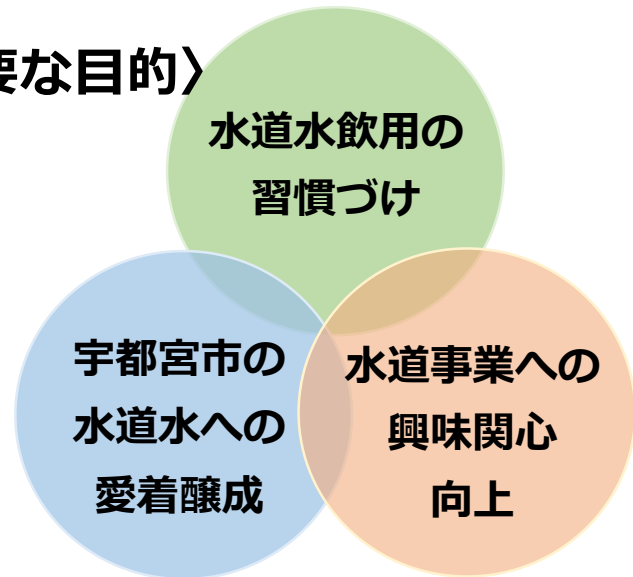 要な目的〉
水道水飲用の
習慣づけ
宇都宮市の
水道水への
愛着醸成
水道事業への
興味関心
向上